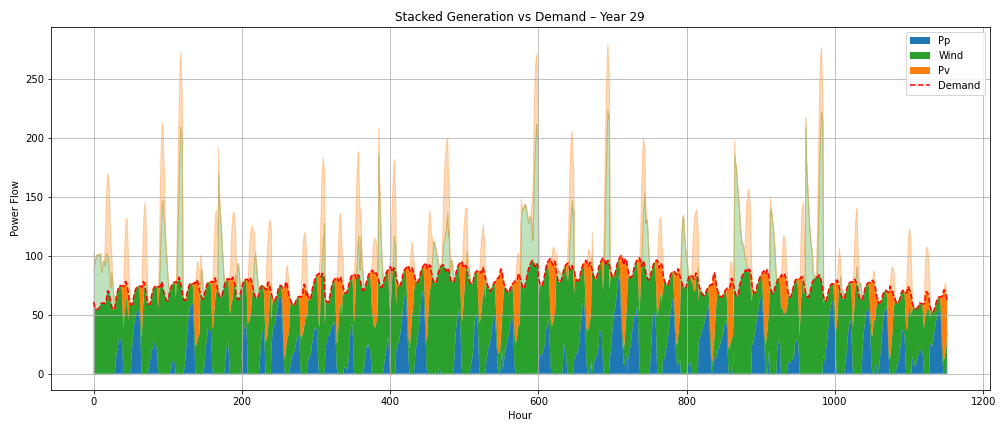 Stacked Generation vs Demand – Year 29
Pp
Wind
Pv
Demand
Power Flow
250
200
150
100
50
0
0
200
400
600
800
1000
1200
Hour